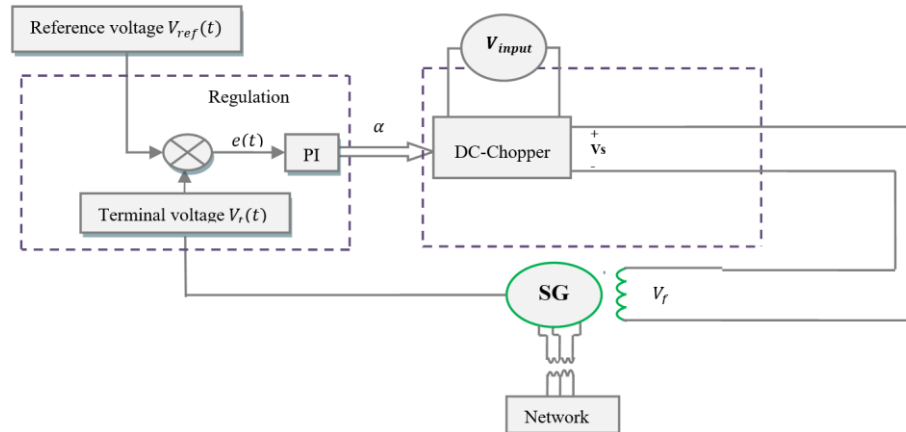 Reference voltage V_ref(t)
V_input
Regulation
e(t)
PI
α
DC-Chopper
+
Vs
-
Terminal voltage V_r(t)
SG
V_f
Network